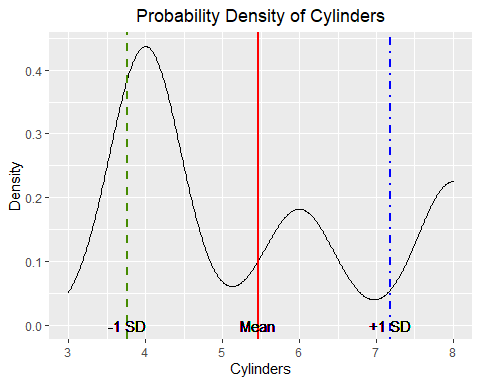 Probability Density of Cylinders
Density
0.4
0.3
0.2
0.1
0.0
-1 SD Mean +1 SD
3 4 5 6 7 8
Cylinders